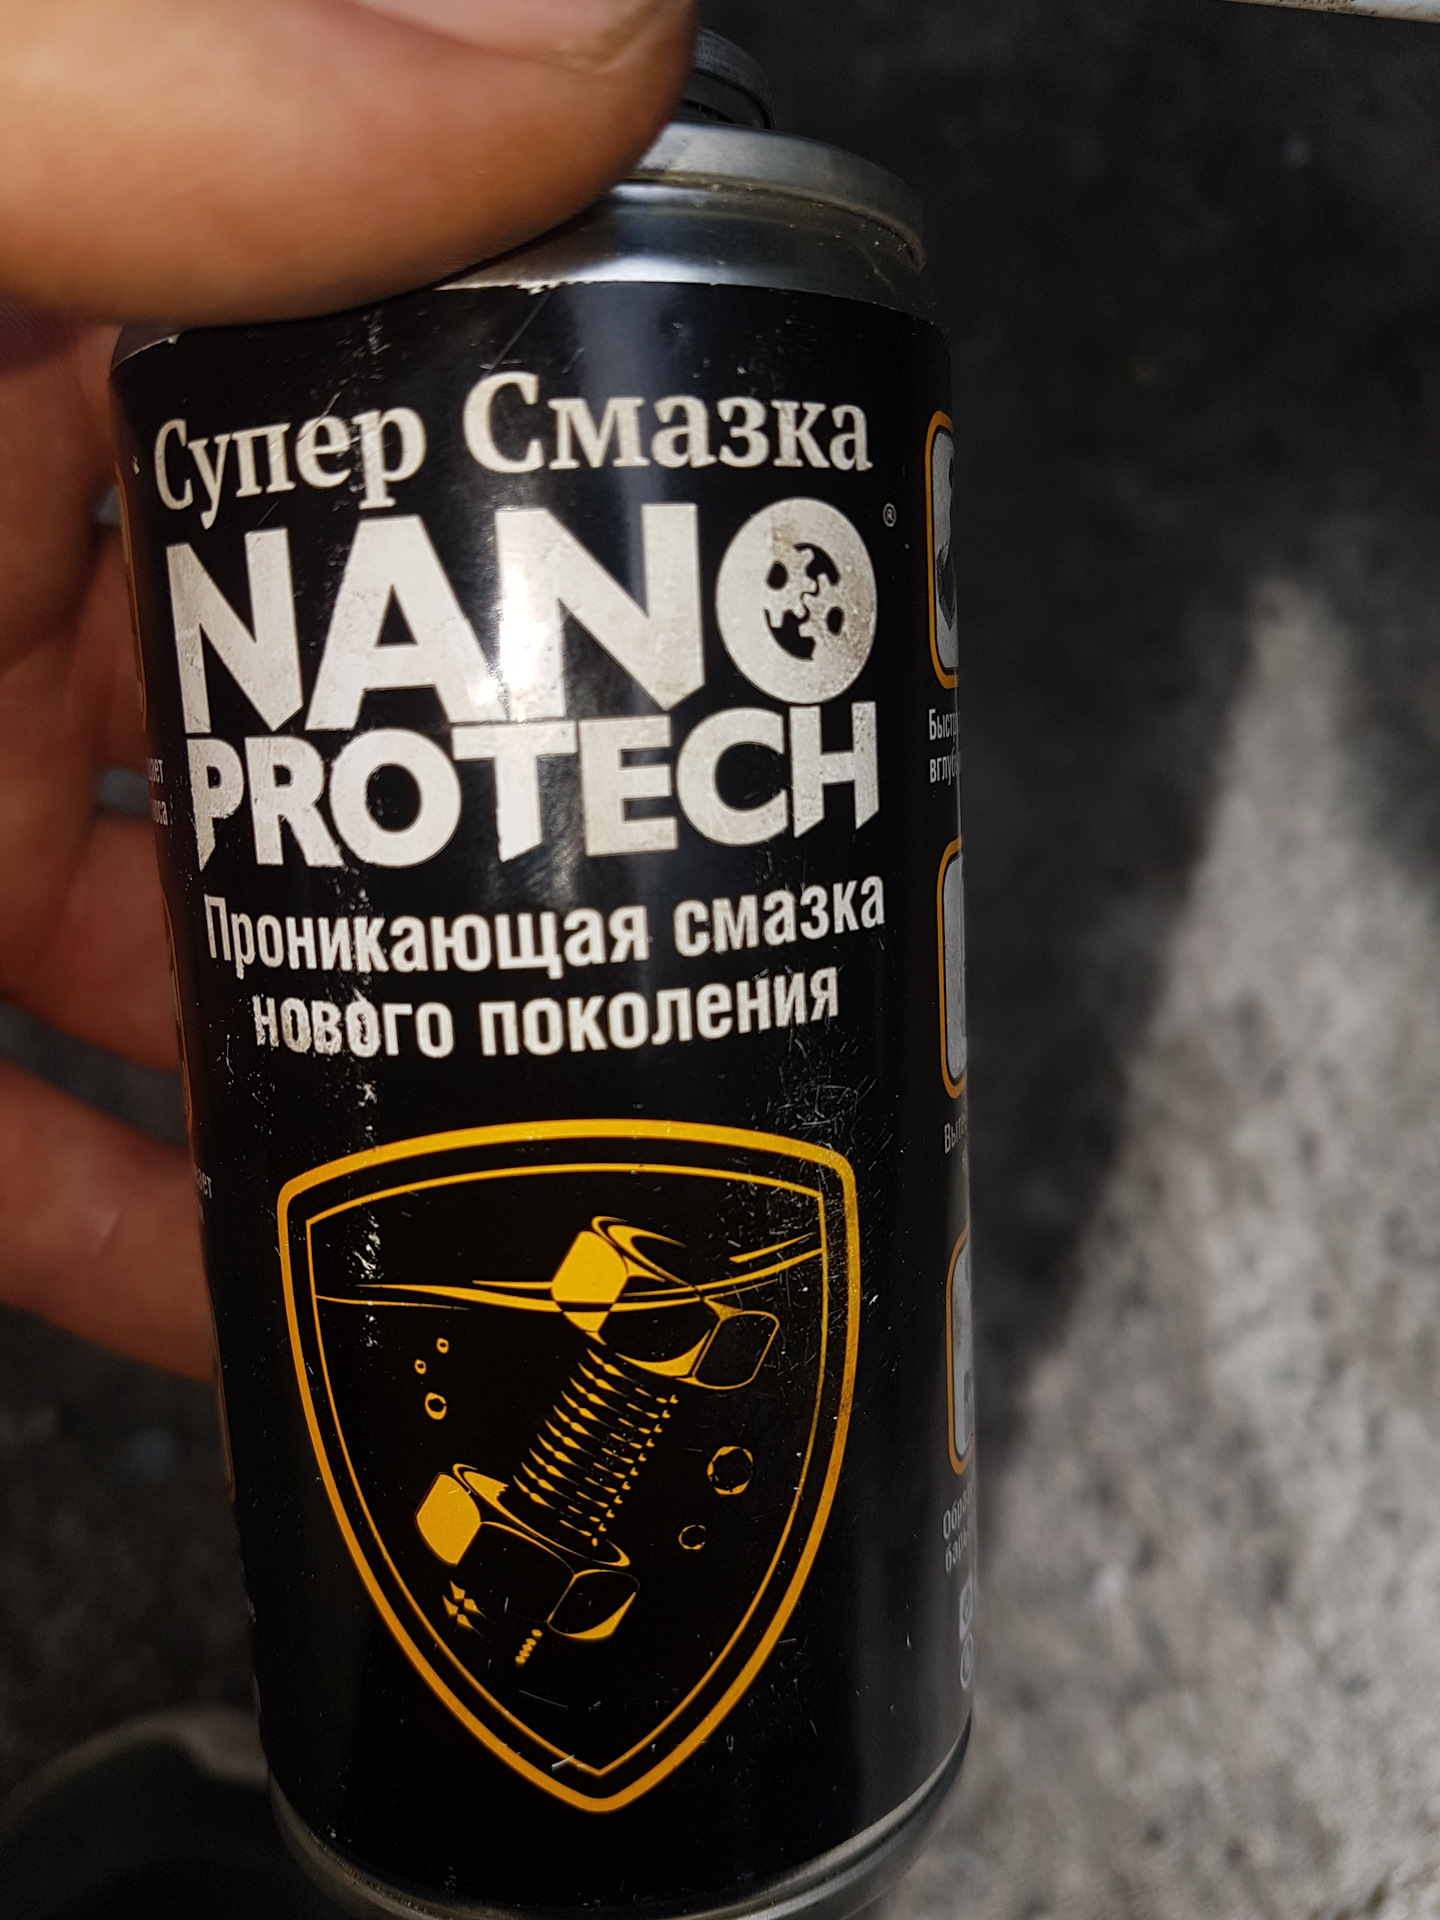 Супер Смазка
NANO®
PROTECH
Проникающая смазка
нового поколения